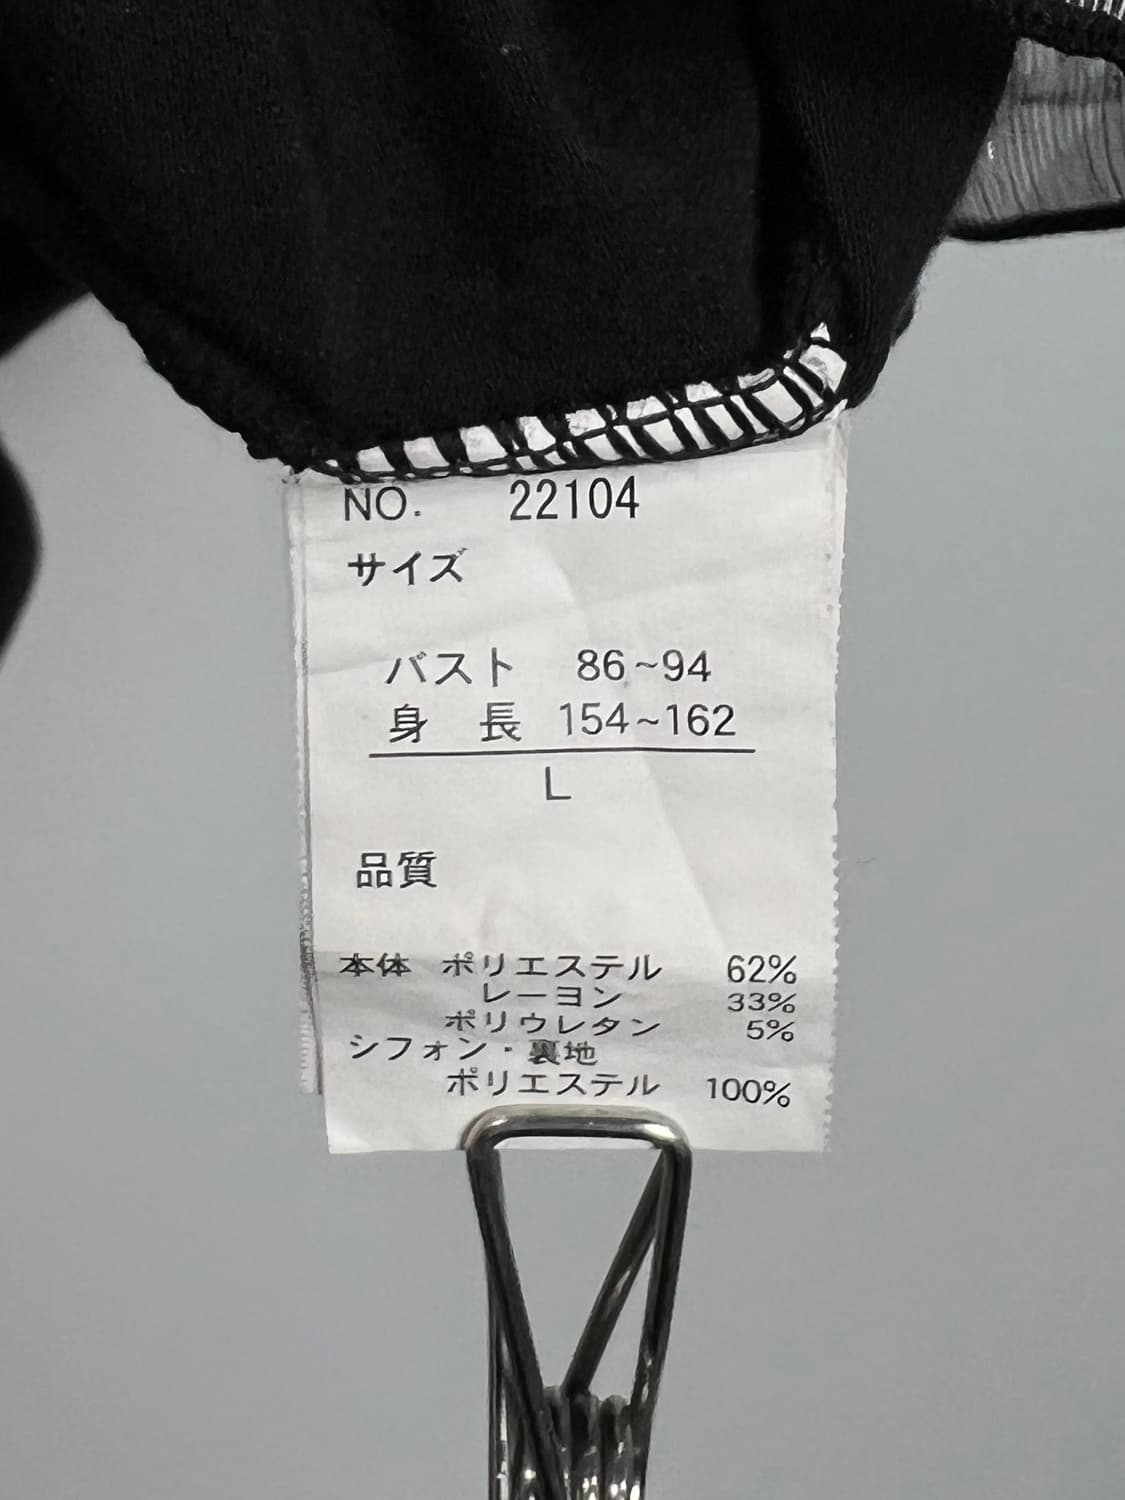 NO. 22104
サイズ
バスト 86~94
身 長 154~162
L
品質
本体 ポリエステル 62%
レーヨン 33%
ポリウレタン 5%
シフォン・裏地
ポリエステル 100%